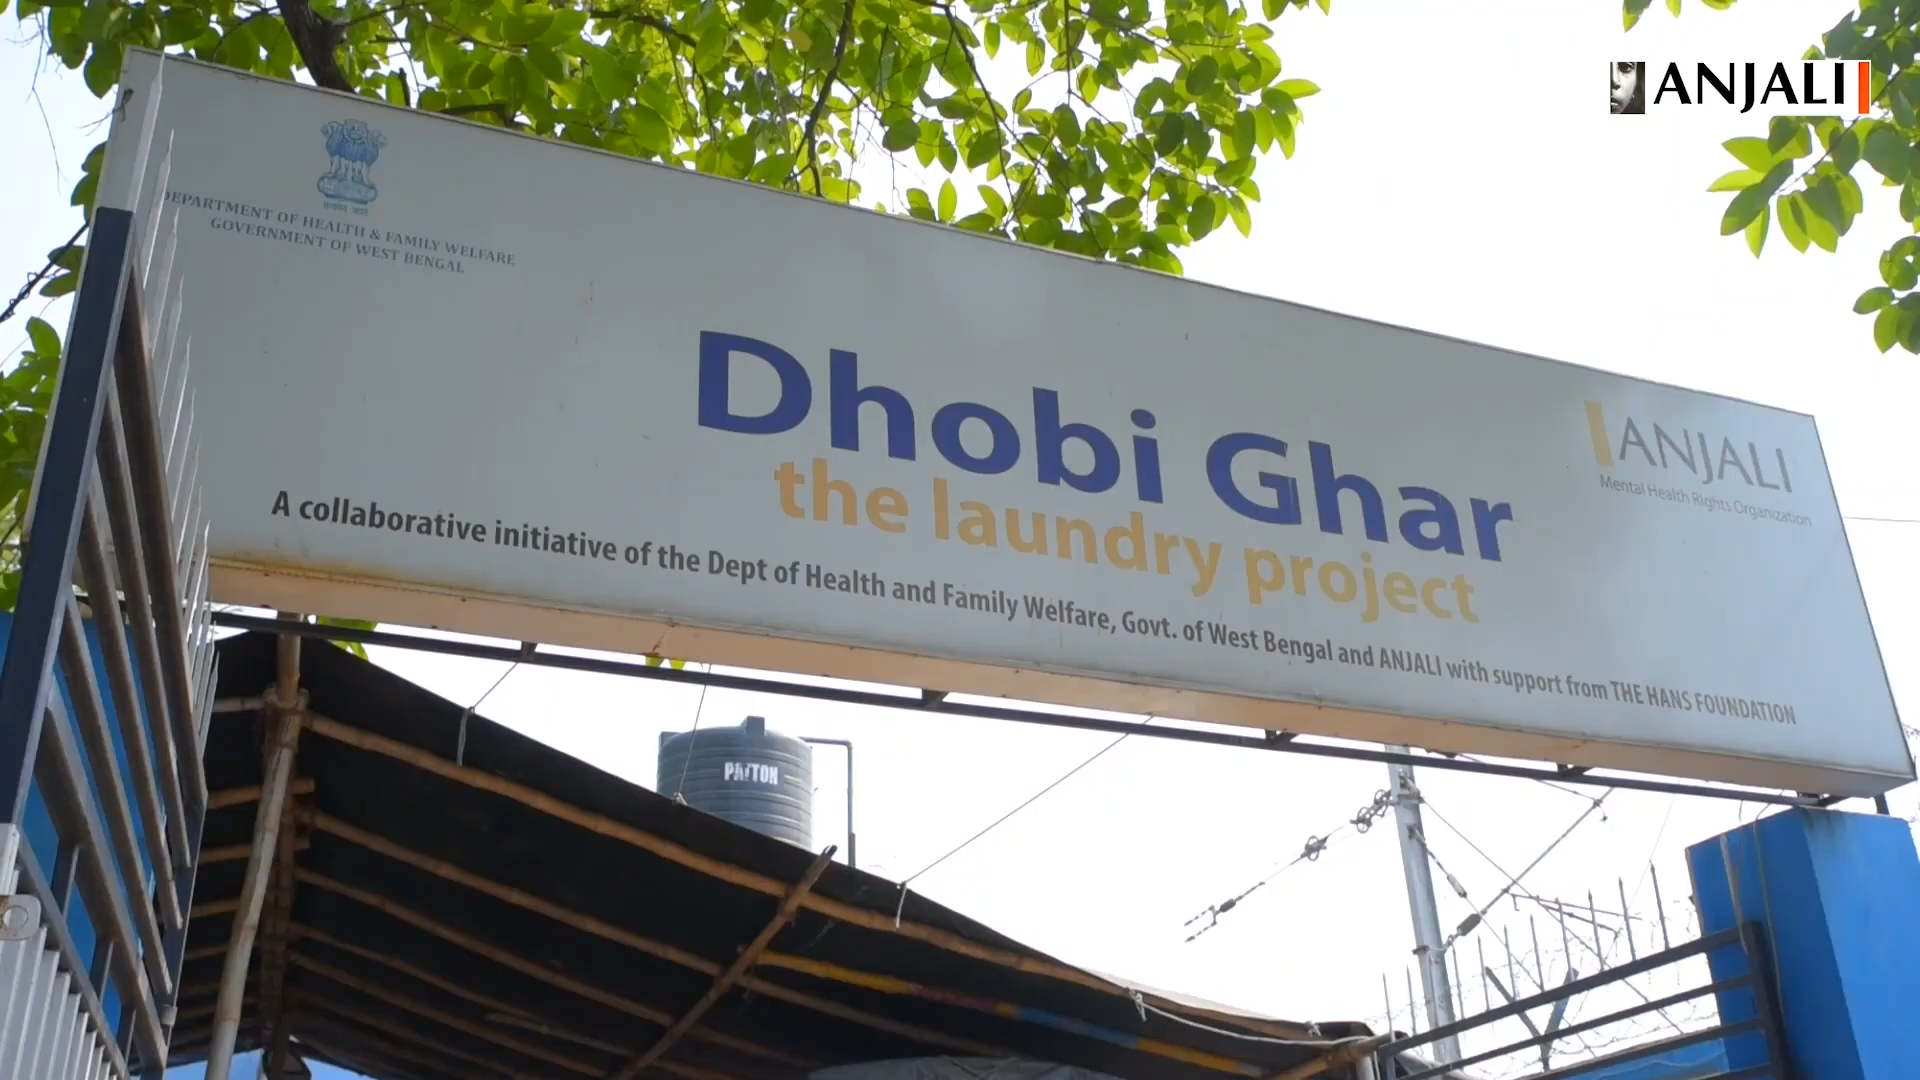 ANJALI
DEPARTMENT OF HEALTH & FAMILY WELFARE
GOVERNMENT OF WEST BENGAL
Dhobi Ghar
the laundry project
ANJALI
Mental Health Rights Organization
A collaborative initiative of the Dept of Health and Family Welfare, Govt. of West Bengal and ANJALI with support from THE HANS FOUNDATION
PATTON